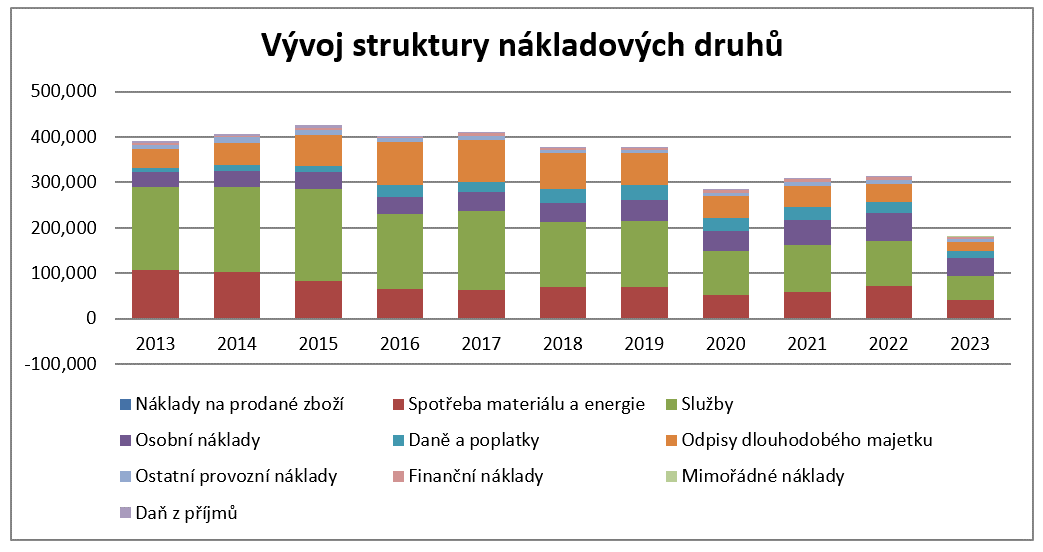 Vývoj struktury nákladových druhů
500,000
400,000
300,000
200,000
100,000
0
-100,000
2013 2014 2015 2016 2017 2018 2019 2020 2021 2022 2023
Náklady na prodané zboží Spotřeba materiálu a energie Služby
Osobní náklady Daně a poplatky Odpisy dlouhodobého majetku
Ostatní provozní náklady Finanční náklady Mimořádné náklady
Daň z příjmů